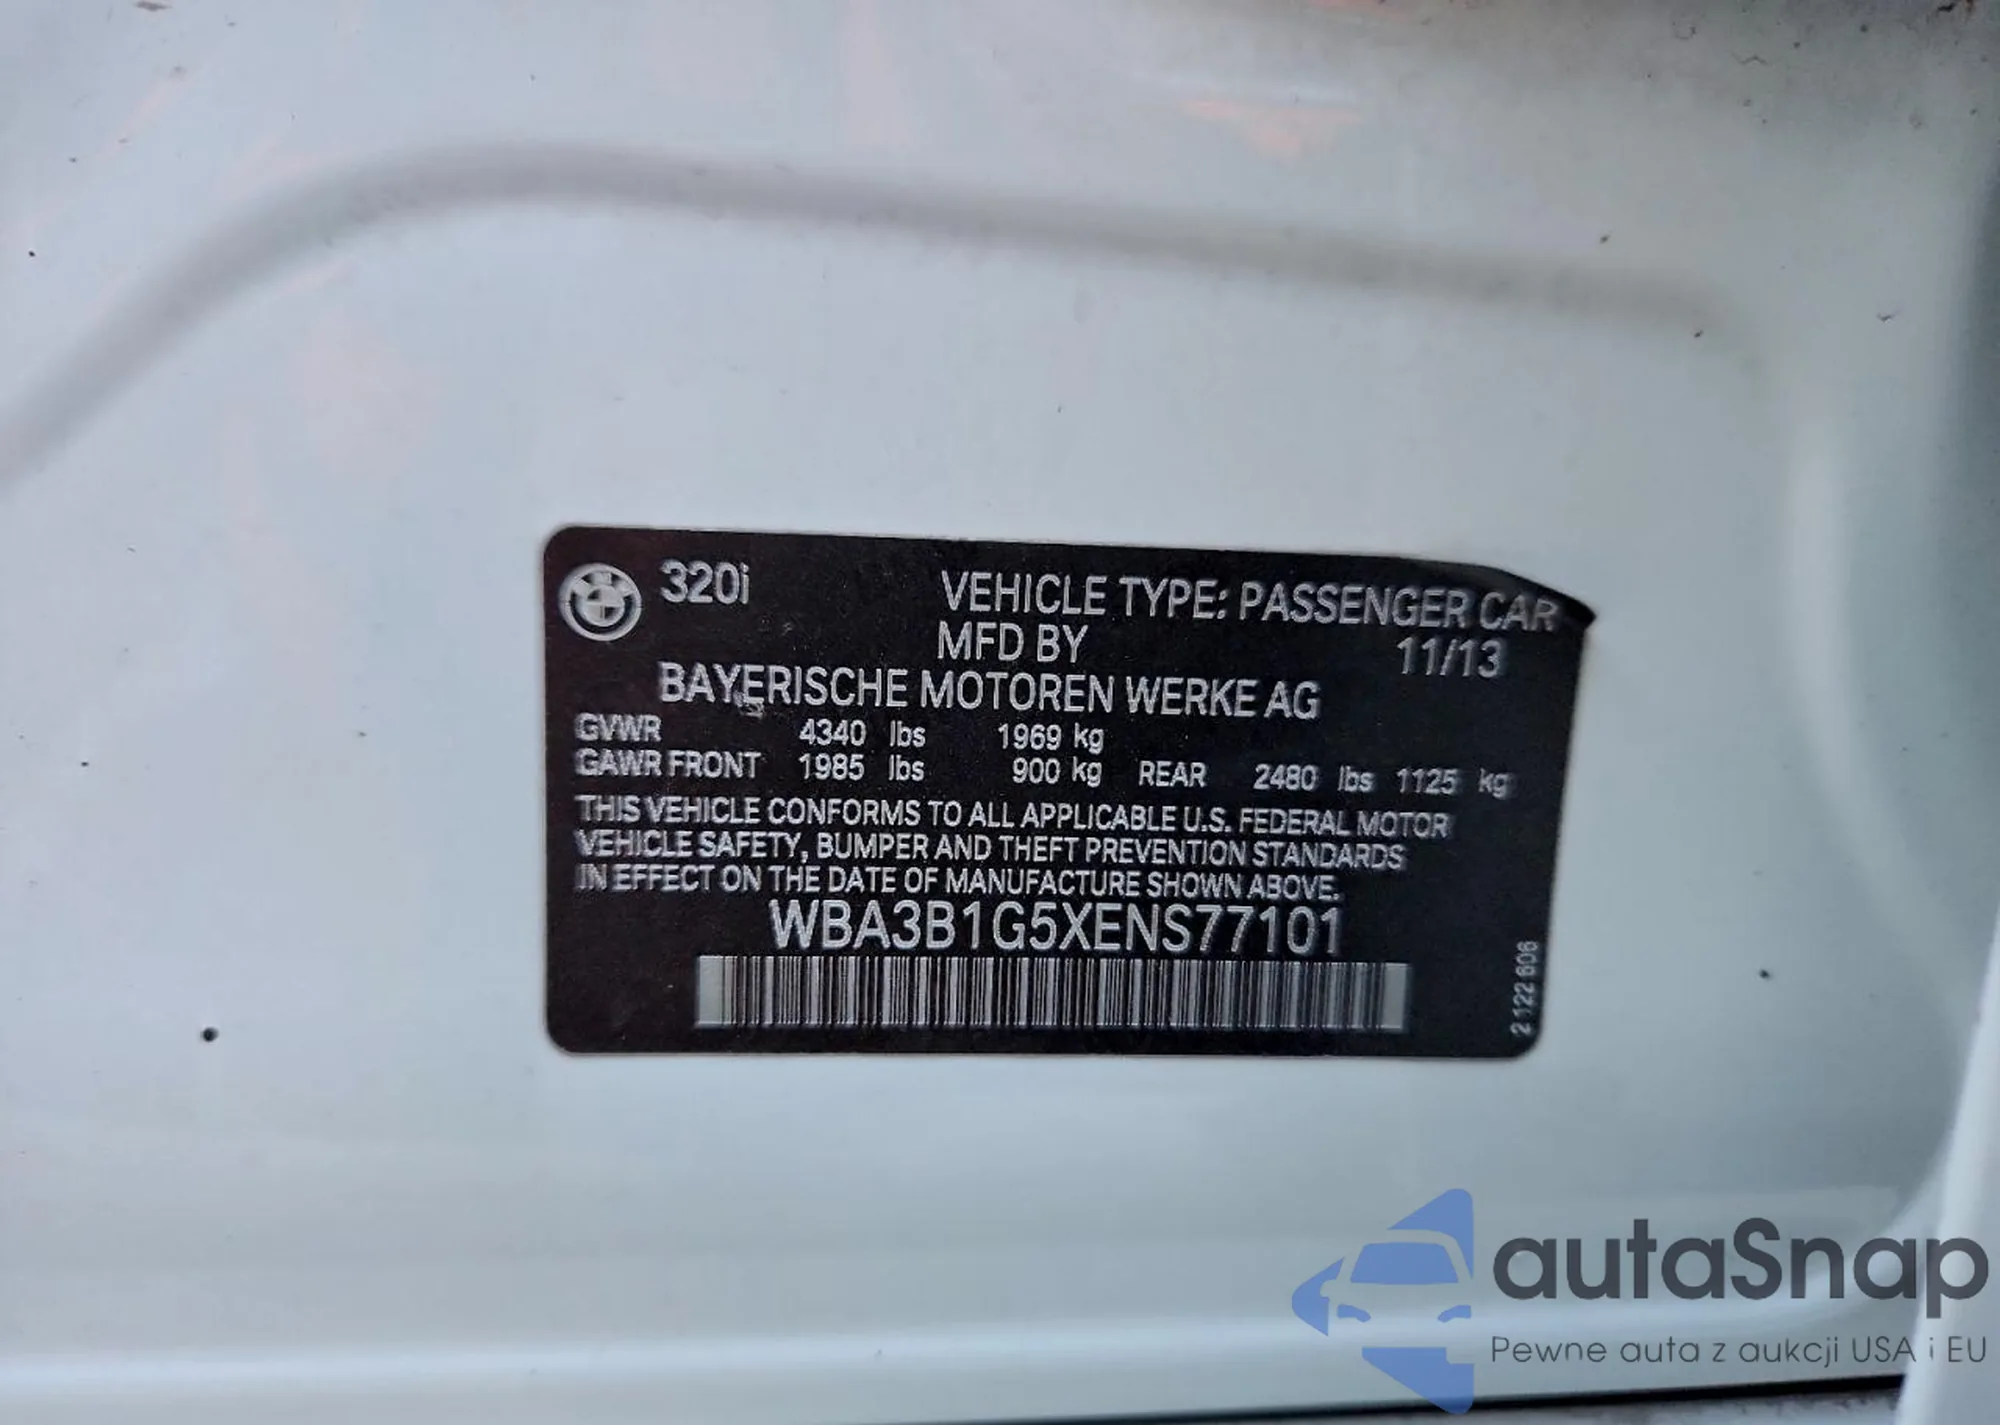 320i
VEHICLE TYPE: PASSENGER CAR
MFD BY 11/13
BAYERISCHE MOTOREN WERKE AG
GVWR 4340 lbs 1969 kg
GAWR FRONT 1985 lbs 900 kg REAR 2480 lbs 1125 kg
THIS VEHICLE CONFORMS TO ALL APPLICABLE U.S. FEDERAL MOTOR
VEHICLE SAFETY, BUMPER AND THEFT PREVENTION STANDARDS
IN EFFECT ON THE DATE OF MANUFACTURE SHOWN ABOVE.
WBA3B1G5XENS77101
2122606
autaSnap
Pewne auta z aukcji USA i EU